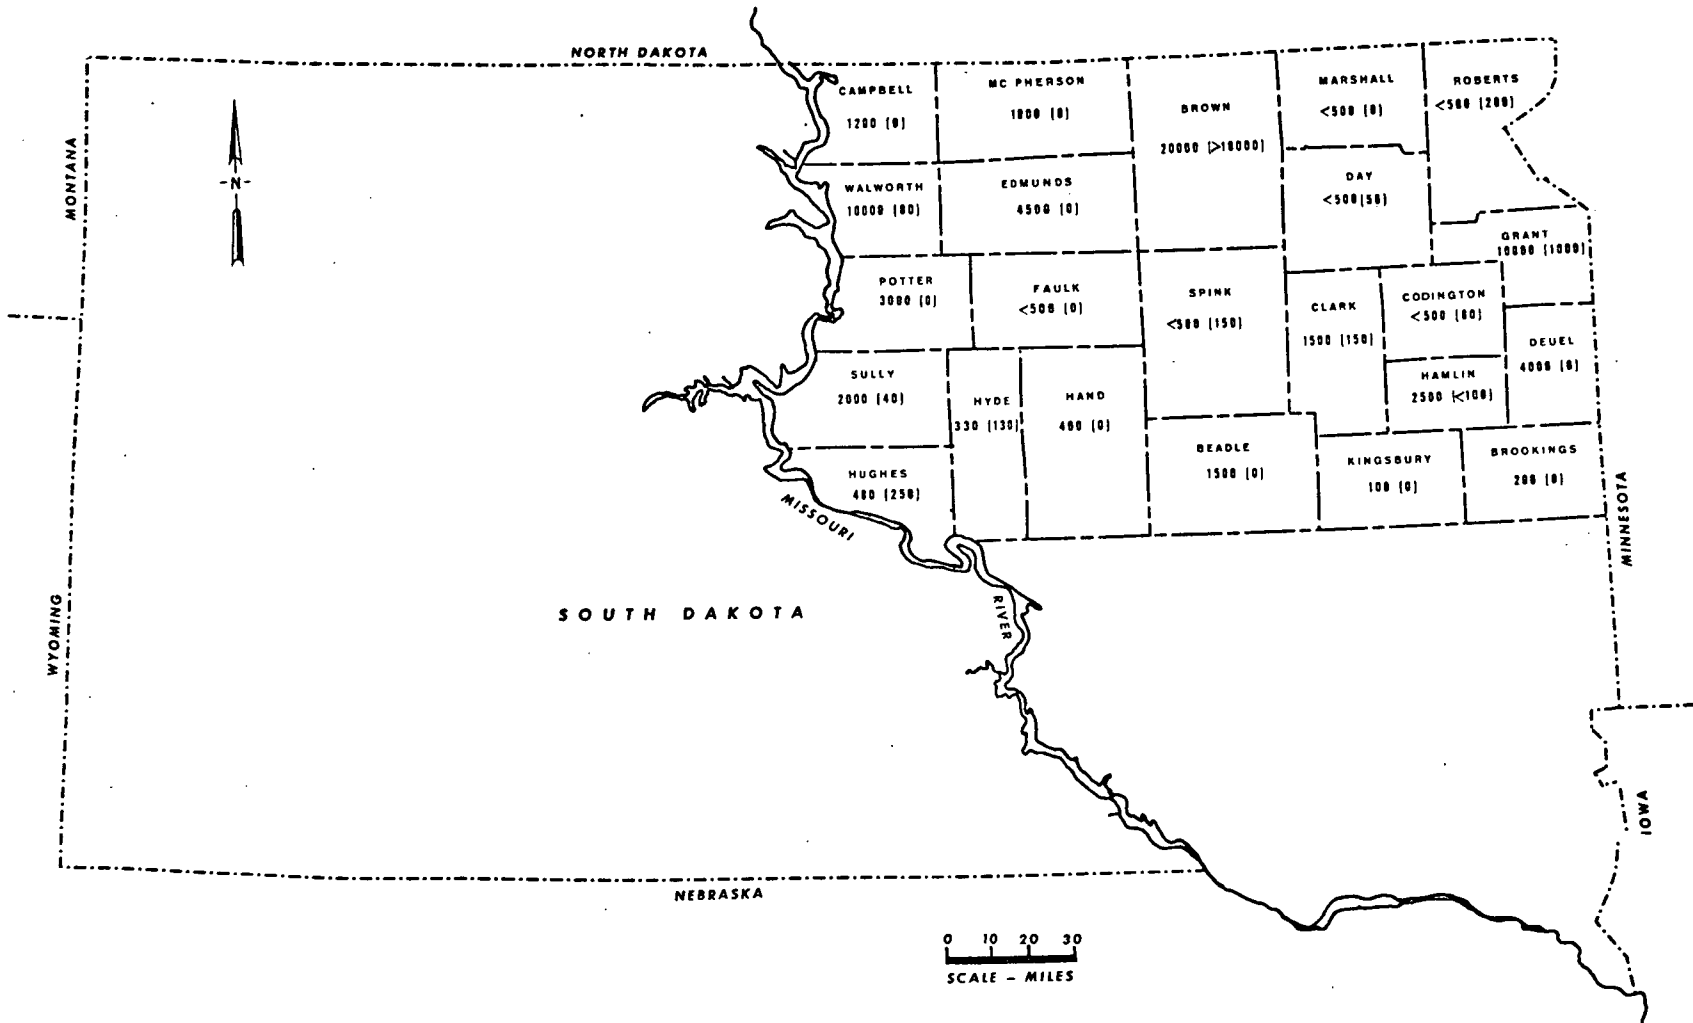 NORTH DAKOTA
MONTANA
-N-
CAMPBELL
1200 [0]
MC PHERSON
1000 [0]
BROWN
20000 [>18000]
MARSHALL
<500 [0]
ROBERTS
<500 [200]
WALWORTH
10000 [80]
EDMUNDS
4500 [0]
DAY
<500 [50]
GRANT
10000 [1000]
POTTER
3000 [0]
FAULK
<500 [0]
SPINK
<500 [150]
CLARK
1500 [150]
CODINGTON
<500 [60]
DEUEL
4000 [0]
SULLY
2000 [40]
HYDE
330 [130]
HAND
400 [0]
HAMLIN
2500 [<100]
HUGHES
400 [250]
BEADLE
1500 [0]
KINGSBURY
100 [0]
BROOKINGS
200 [0]
MISSOURI
RIVER
MINNESOTA
SOUTH DAKOTA
WYOMING
IOWA
NEBRASKA
0 10 20 30
SCALE – MILES